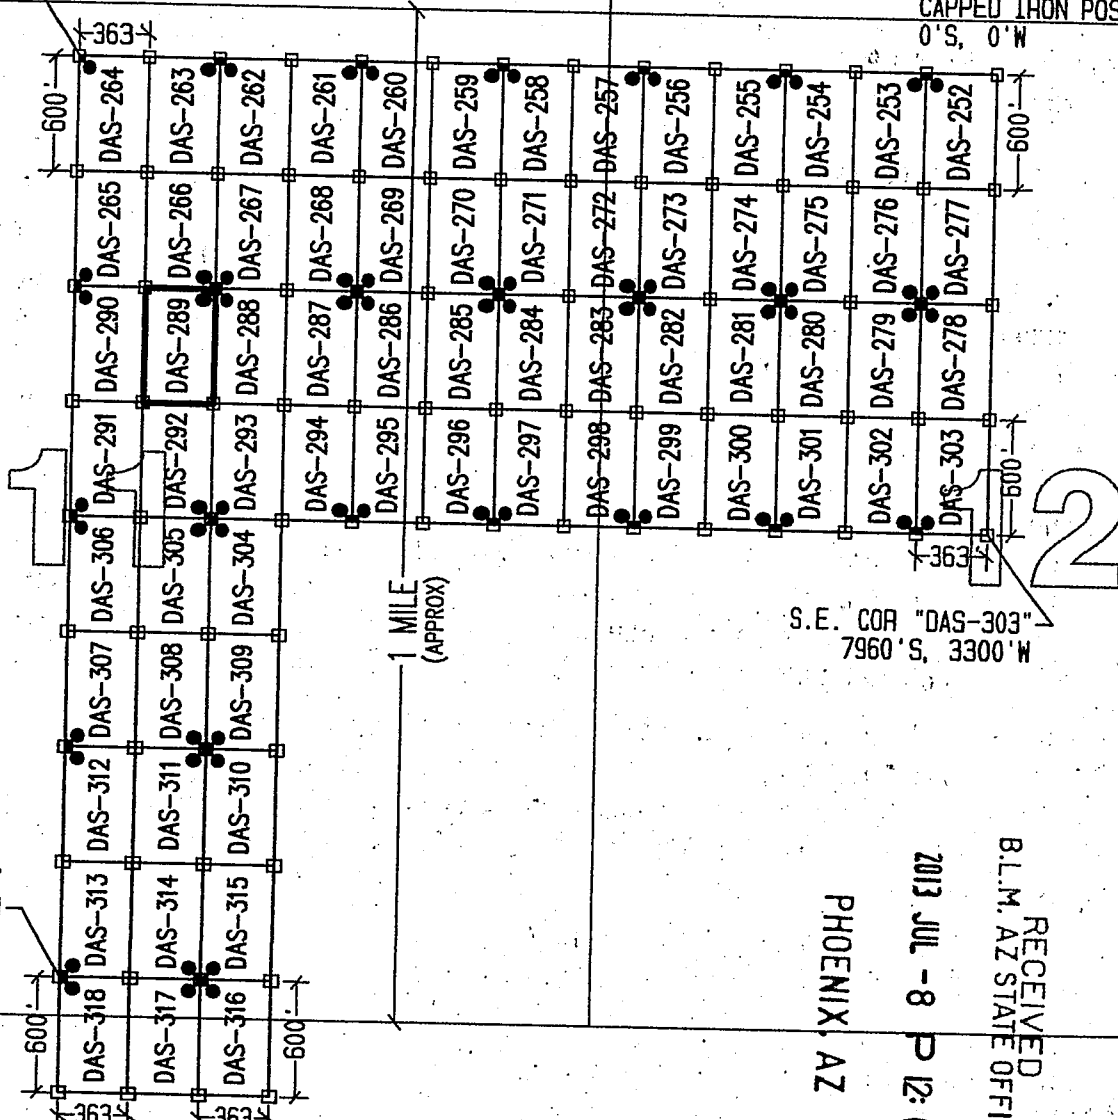 CAPPED IRON POS
0'S, 0'W
363
600'
600'
DAS-264
DAS-263
DAS-262
DAS-261
DAS-260
DAS-259
DAS-258
DAS-257
DAS-256
DAS-255
DAS-254
DAS-253
DAS-252
DAS-265
DAS-266
DAS-267
DAS-268
DAS-269
DAS-270
DAS-271
DAS-272
DAS-273
DAS-274
DAS-275
DAS-276
DAS-277
DAS-290
DAS-289
DAS-288
DAS-287
DAS-286
DAS-285
DAS-284
DAS-283
DAS-282
DAS-281
DAS-280
DAS-279
DAS-278
DAS-291
DAS-292
DAS-293
DAS-294
DAS-295
DAS-296
DAS-297
DAS-298
DAS-299
DAS-300
DAS-301
DAS-302
DAS-303
600'
11
12
363
DAS-306
DAS-305
DAS-304
1 MILE
(APPROX)
S.E. COR "DAS-303"
7960'S, 3300'W
DAS-307
DAS-308
DAS-309
DAS-312
DAS-311
DAS-310
DAS-313
DAS-314
DAS-315
DAS-318
DAS-317
DAS-316
600'
600'
363
363
RECEIVED
B.L.M. AZ STATE OFFI
2013 JUL -8 P 12:
PHOENIX, AZ